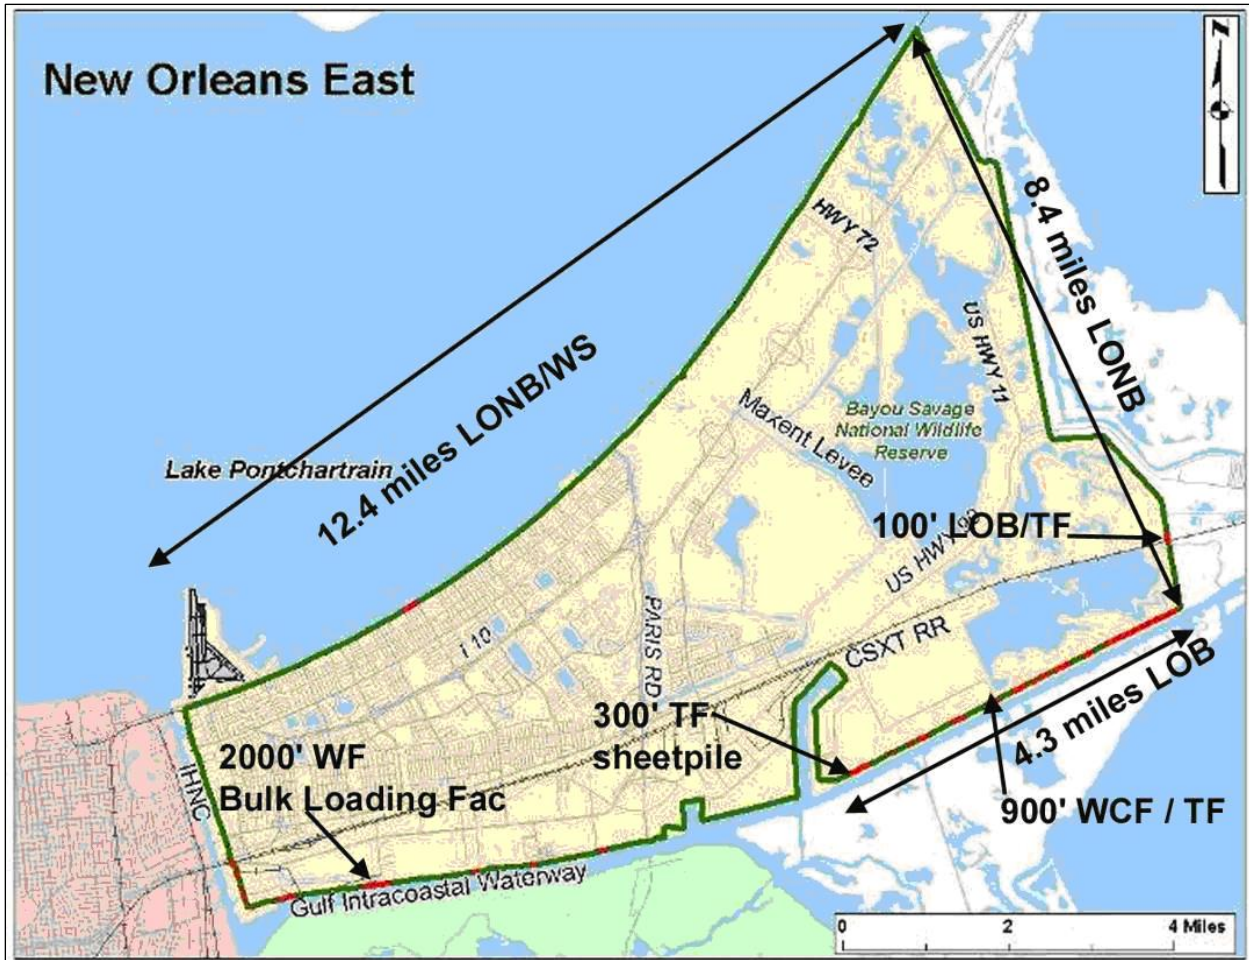 New Orleans East
N
HWY 72
8.4 miles LONB
US HWY 11
12.4 miles LONB/WS
Maxent Levee
Bayou Savage
National Wildlife
Reserve
Lake Pontchartrain
100' LOB/TF
US HWY 90
I 10
PARIS RD
CSXT RR
4.3 miles LOB
300' TF
sheetpile
2000' WF
Bulk Loading Fac
IHNC
900' WCF / TF
Gulf Intracoastal Waterway
0 2 4 Miles